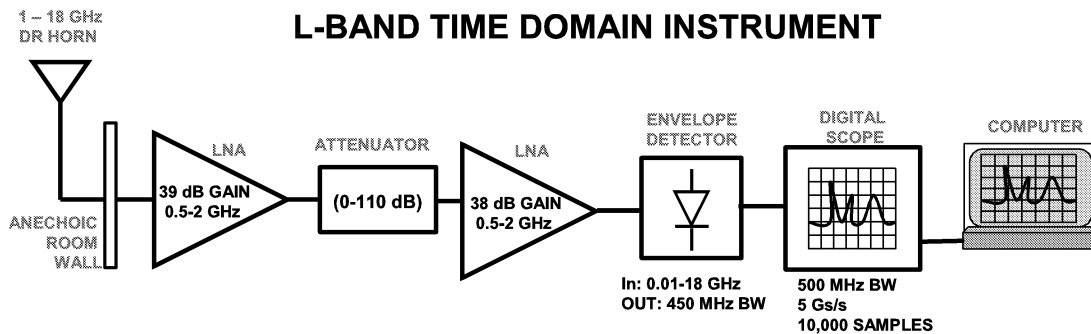 L-BAND TIME DOMAIN INSTRUMENT
1 – 18 GHz
DR HORN
ANECHOIC
ROOM
WALL
LNA
39 dB GAIN
0.5-2 GHz
ATTENUATOR
(0-110 dB)
LNA
38 dB GAIN
0.5-2 GHz
ENVELOPE
DETECTOR
In: 0.01-18 GHz
OUT: 450 MHz BW
DIGITAL
SCOPE
500 MHz BW
5 Gs/s
10,000 SAMPLES
COMPUTER